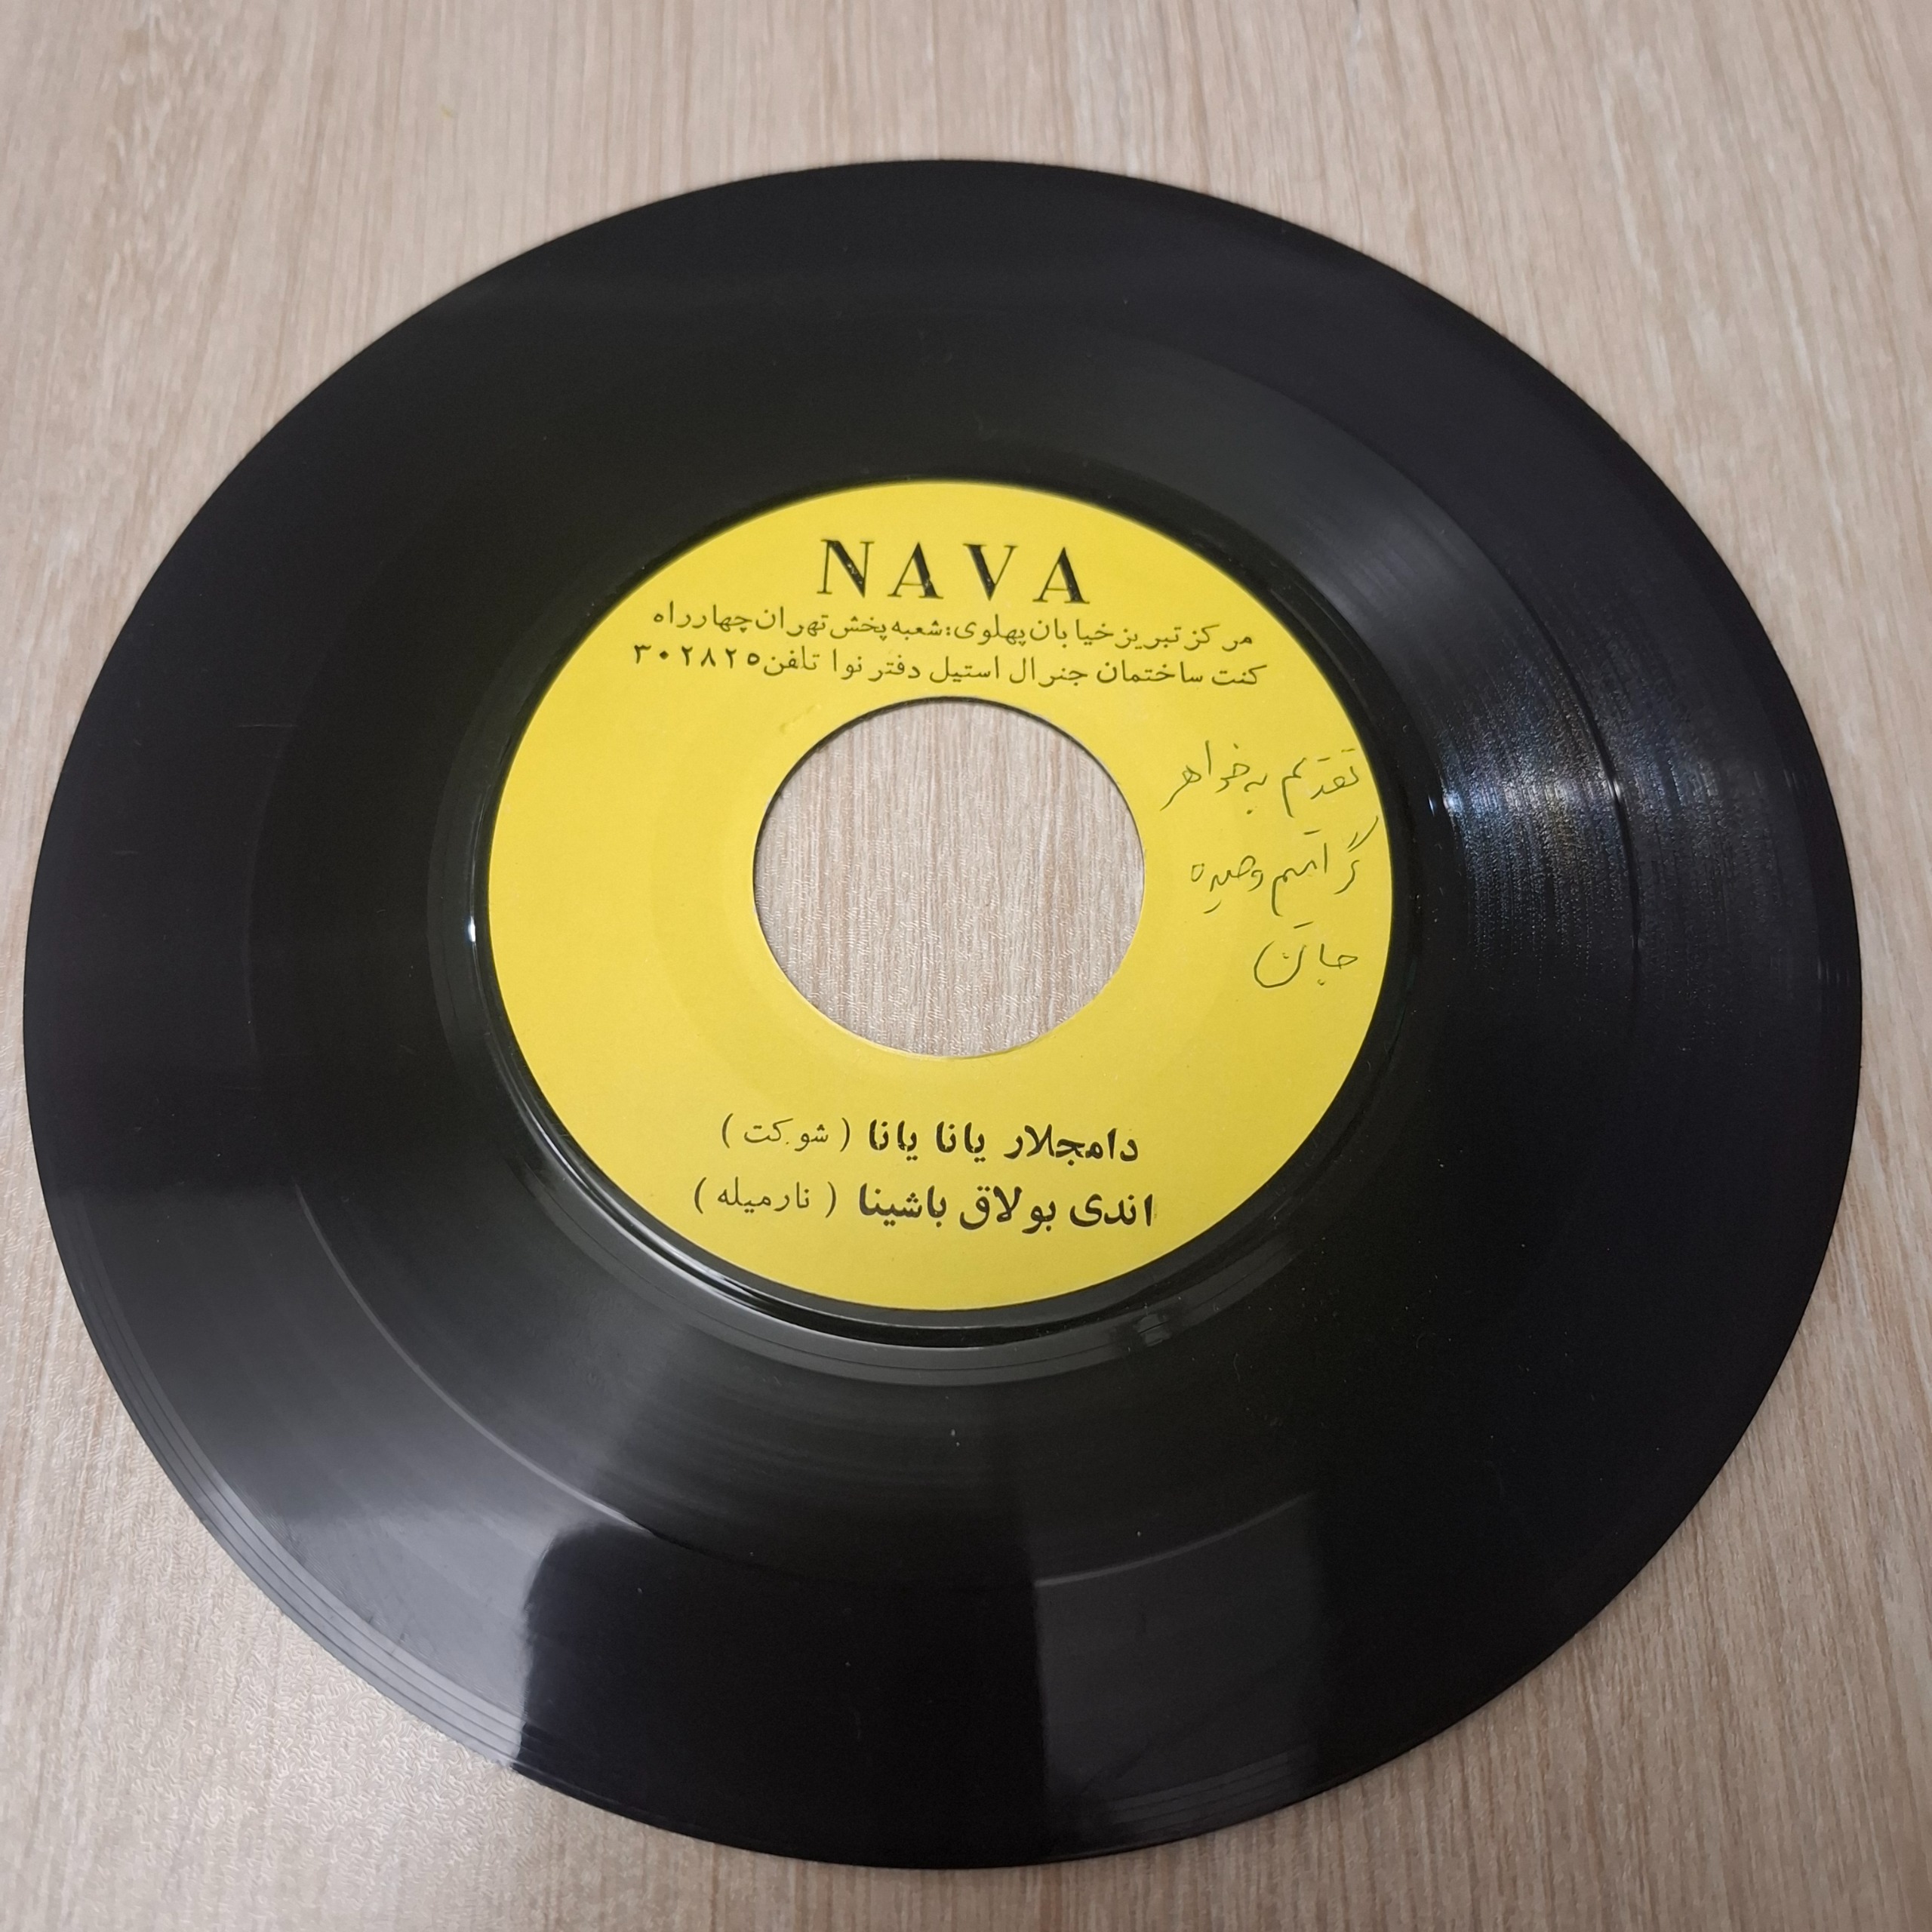 NAVA
مرکز تبریز خیابان پهلوی: شعبه پخش تهران چهارراه
کنت ساختمان جنرال استیل دفتر نوا تلفن ۳۰۲۸۲۵
تقدیم به خواهر
وحیده
جان
دامجلار یانا یانا ( شوکت )
اندی بولاق باشینا ( نارمیله )